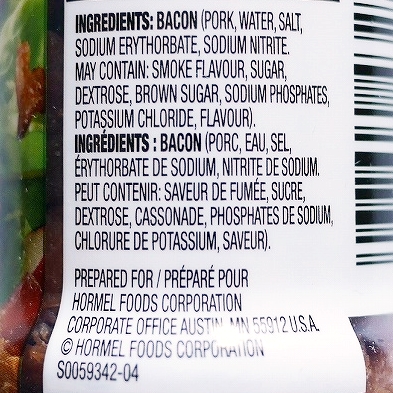 INGREDIENTS: BACON (PORK, WATER, SALT,
SODIUM ERYTHORBATE, SODIUM NITRITE.
MAY CONTAIN: SMOKE FLAVOUR, SUGAR,
DEXTROSE, BROWN SUGAR, SODIUM PHOSPHATES,
POTASSIUM CHLORIDE, FLAVOUR).
INGRÉDIENTS : BACON (PORC, EAU, SEL,
ÉRYTHORBATE DE SODIUM, NITRITE DE SODIUM.
PEUT CONTENIR: SAVEUR DE FUMÉE, SUCRE,
DEXTROSE, CASSONADE, PHOSPHATES DE SODIUM,
CHLORURE DE POTASSIUM, SAVEUR).
PREPARED FOR / PRÉPARÉ POUR
HORMEL FOODS CORPORATION
CORPORATE OFFICE AUSTIN, MN 55912 U.S.A.
© HORMEL FOODS CORPORATION
S0059342-04